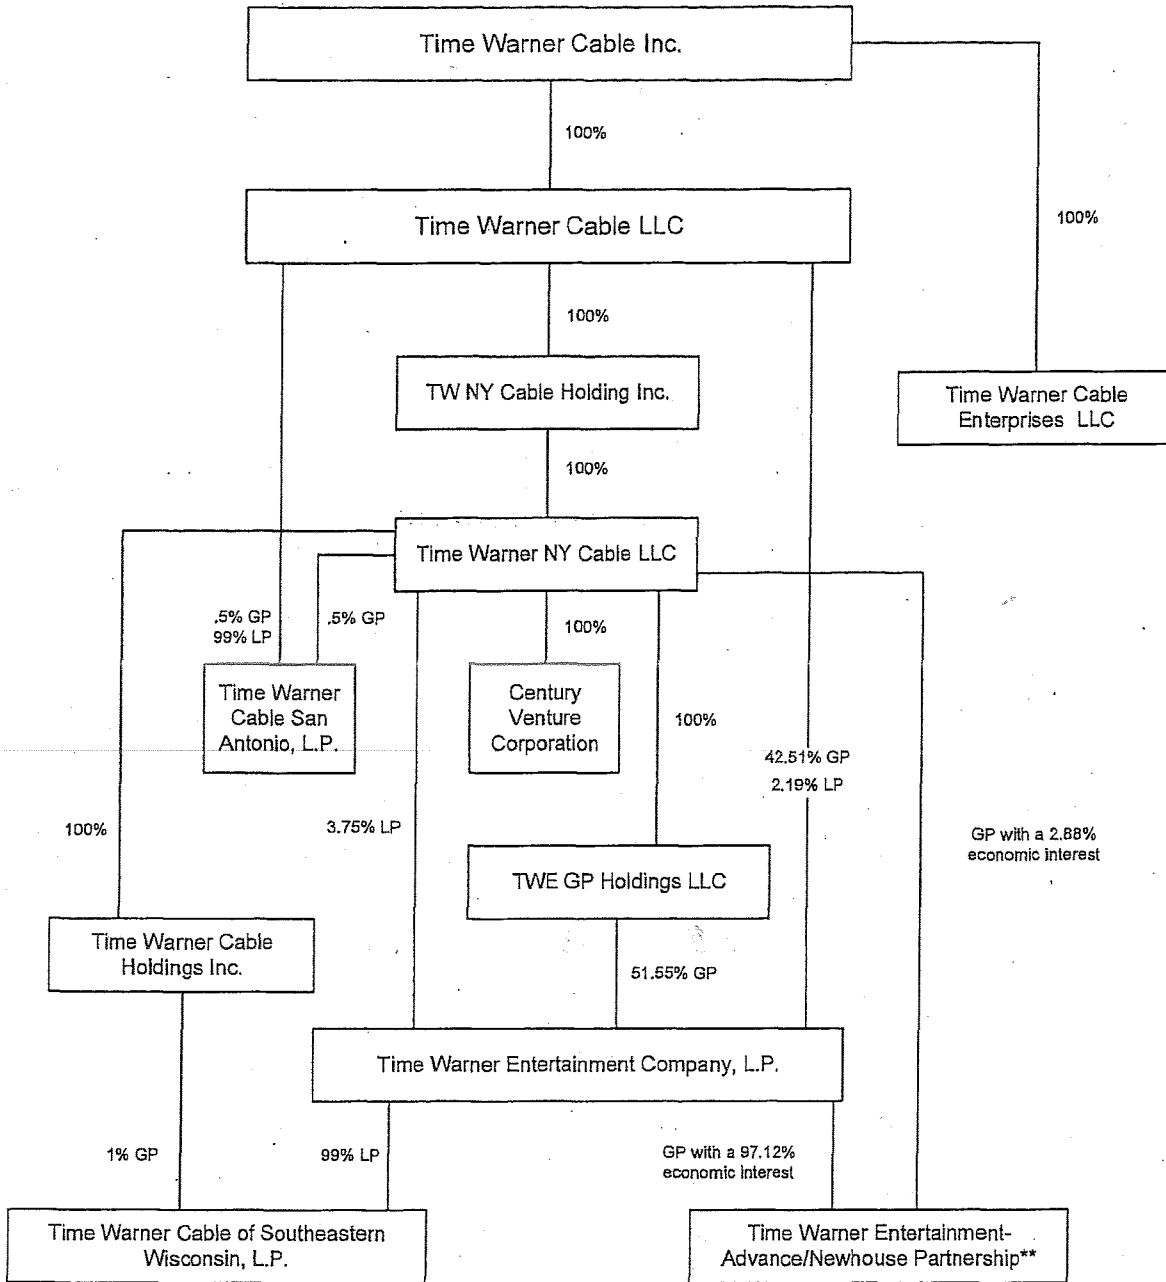 Time Warner Cable Inc.
100%
100%
Time Warner Cable LLC
100%
TW NY Cable Holding Inc.
Time Warner Cable
Enterprises LLC
100%
Time Warner NY Cable LLC
.5% GP
99% LP
.5% GP
100%
Time Warner
Cable San
Antonio, L.P.
Century
Venture
Corporation
100%
42.51% GP
2.19% LP
100%
3.75% LP
GP with a 2.88%
economic interest
TWE GP Holdings LLC
Time Warner Cable
Holdings Inc.
51.55% GP
Time Warner Entertainment Company, L.P.
1% GP
99% LP
GP with a 97.12%
economic interest
Time Warner Cable of Southeastern
Wisconsin, L.P.
Time Warner Entertainment-
Advance/Newhouse Partnership**